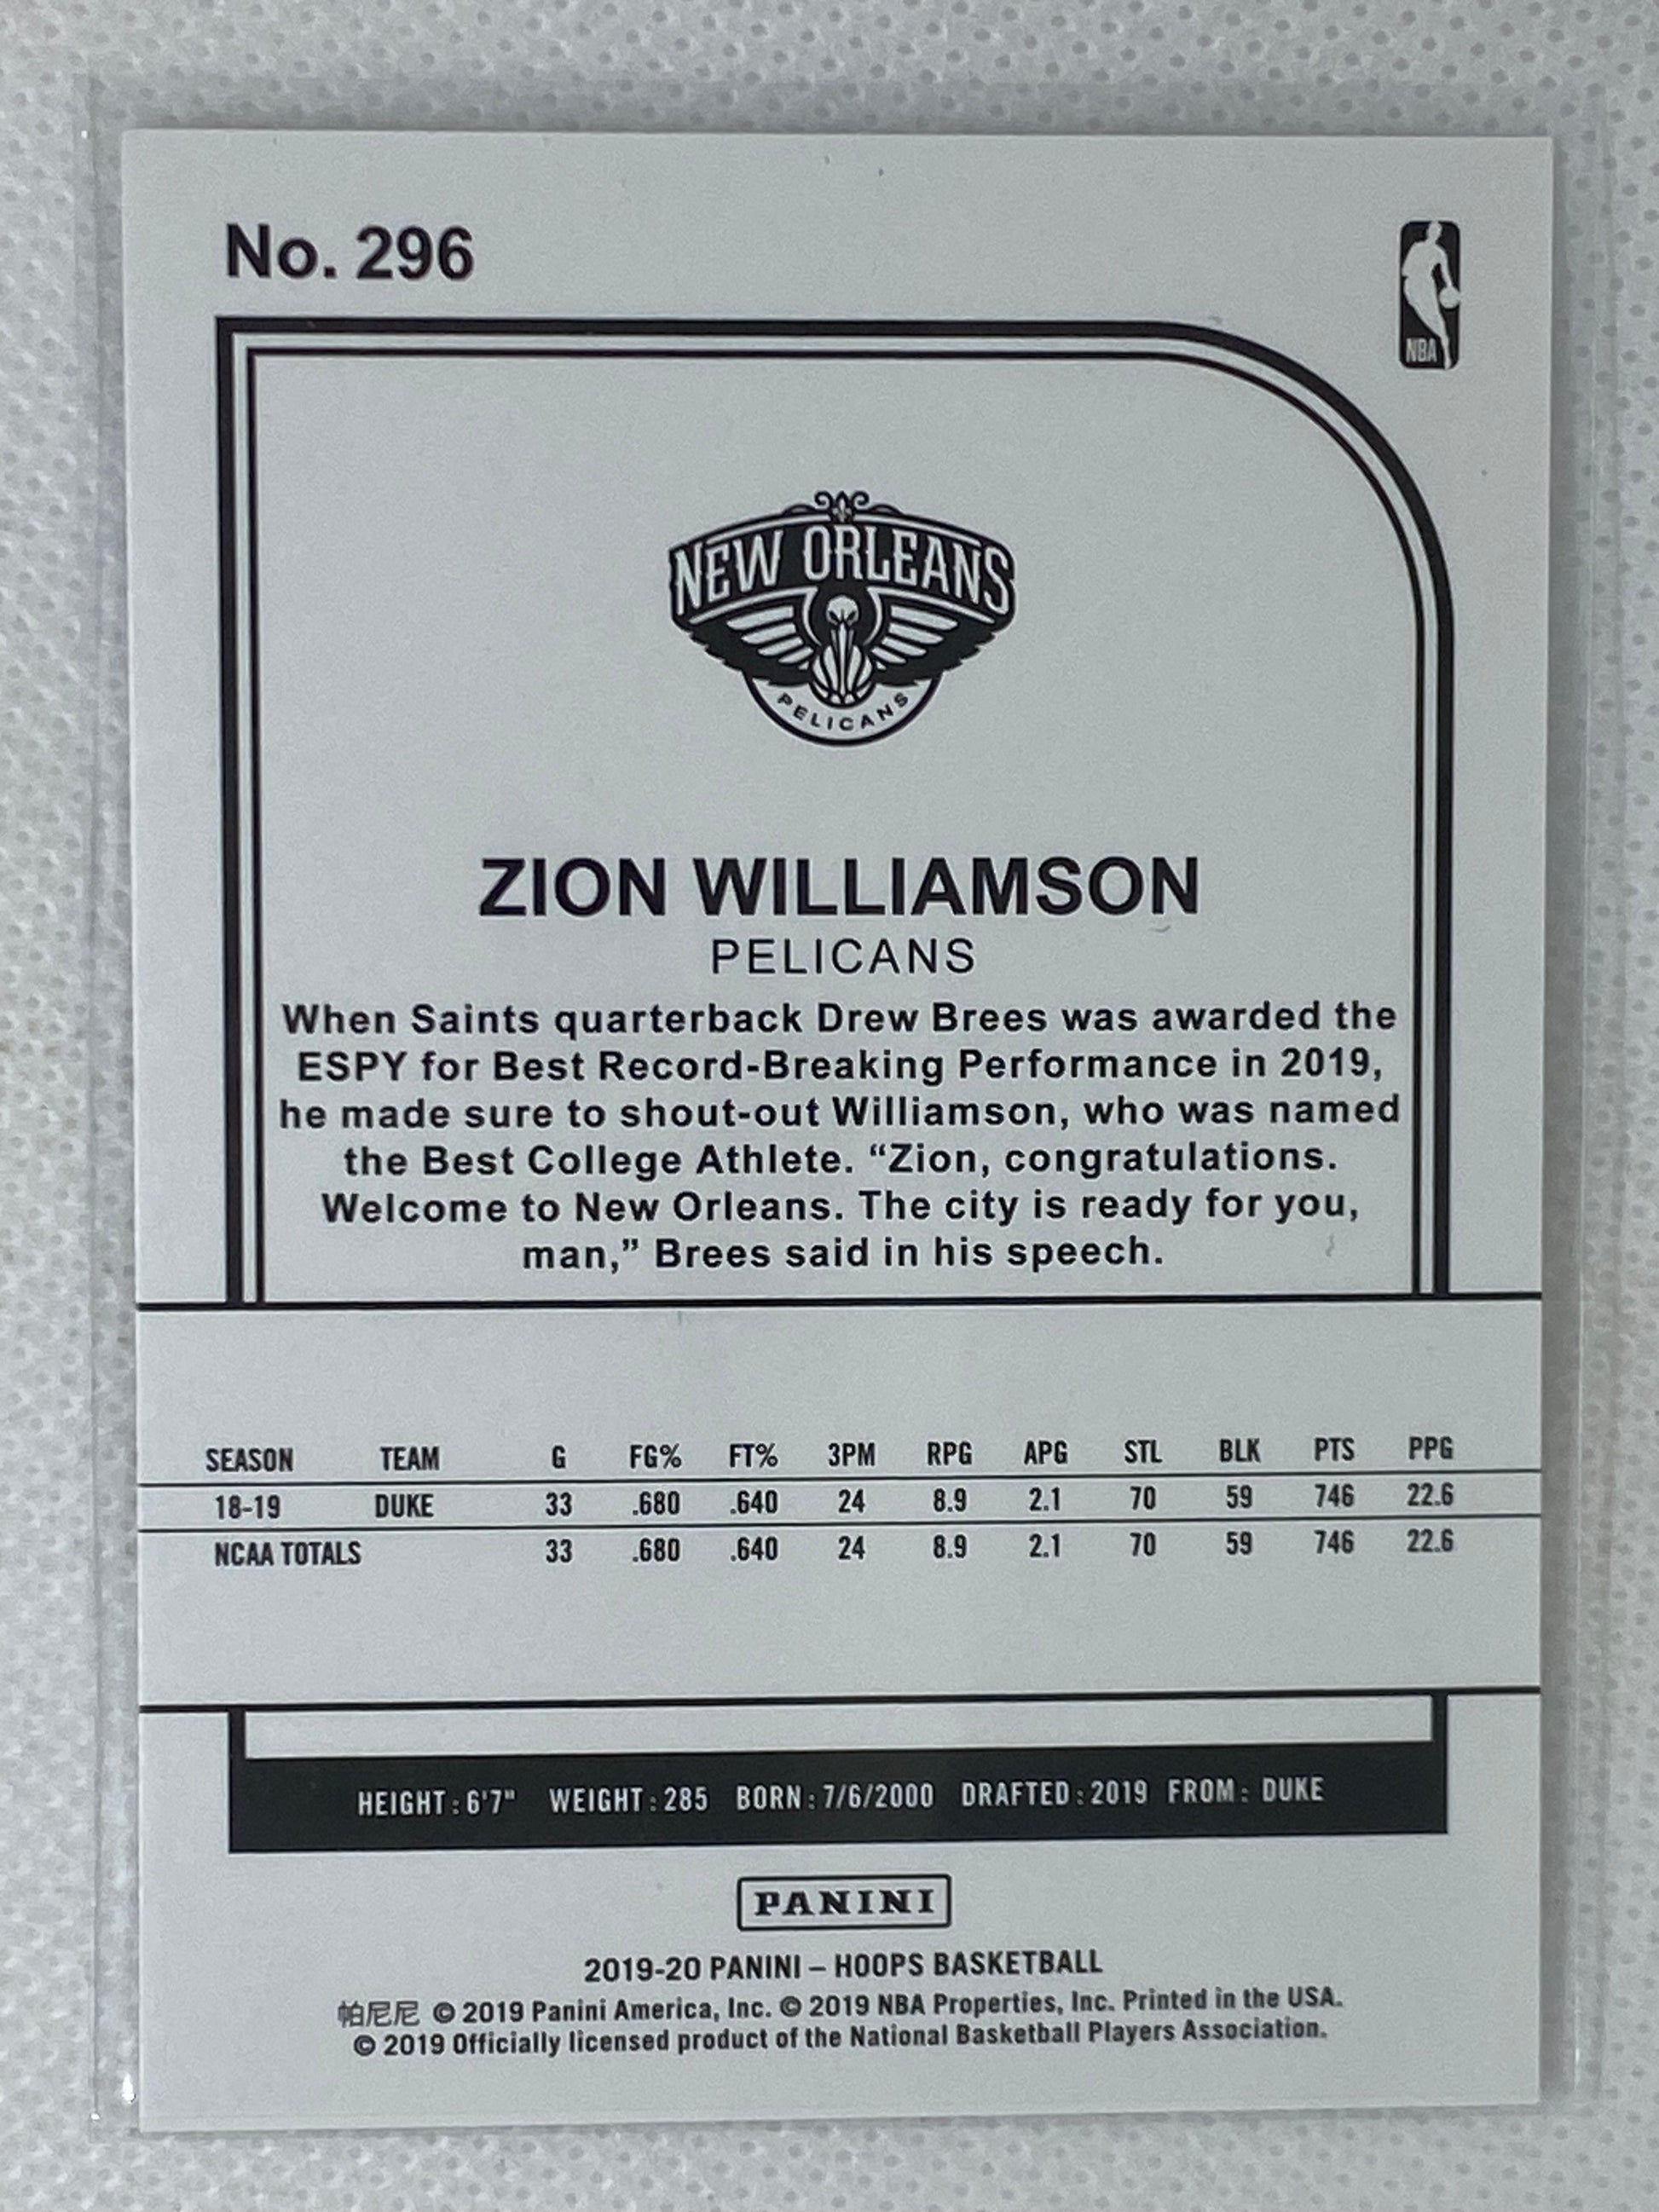 No. 296
NBA
NEW ORLEANS
PELICANS
ZION WILLIAMSON
PELICANS
When Saints quarterback Drew Brees was awarded the
ESPY for Best Record-Breaking Performance in 2019,
he made sure to shout-out Williamson, who was named
the Best College Athlete. “Zion, congratulations.
Welcome to New Orleans. The city is ready for you,
man,” Brees said in his speech.
SEASON TEAM G FG% FT% 3PM RPG APG STL BLK PTS PPG
18-19 DUKE 33 .680 .640 24 8.9 2.1 70 59 746 22.6
NCAA TOTALS 33 .680 .640 24 8.9 2.1 70 59 746 22.6
HEIGHT: 6'7" WEIGHT: 285 BORN: 7/6/2000 DRAFTED: 2019 FROM: DUKE
PANINI
2019-20 PANINI – HOOPS BASKETBALL
帕尼尼 © 2019 Panini America, Inc. © 2019 NBA Properties, Inc. Printed in the USA.
© 2019 Officially licensed product of the National Basketball Players Association.